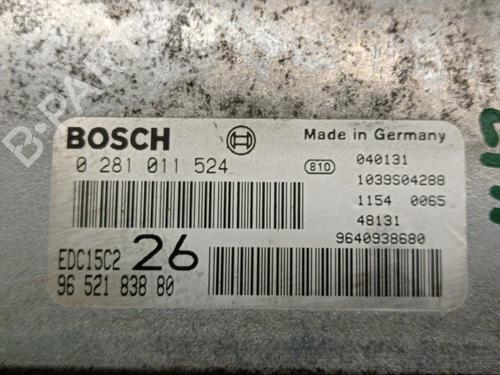 BOSCH
Made in Germany
0 281 011 524
810
040131
1039S04288
1154 0065
48131
9640938680
EDC15C2 26
96 521 838 80
B-PARTS